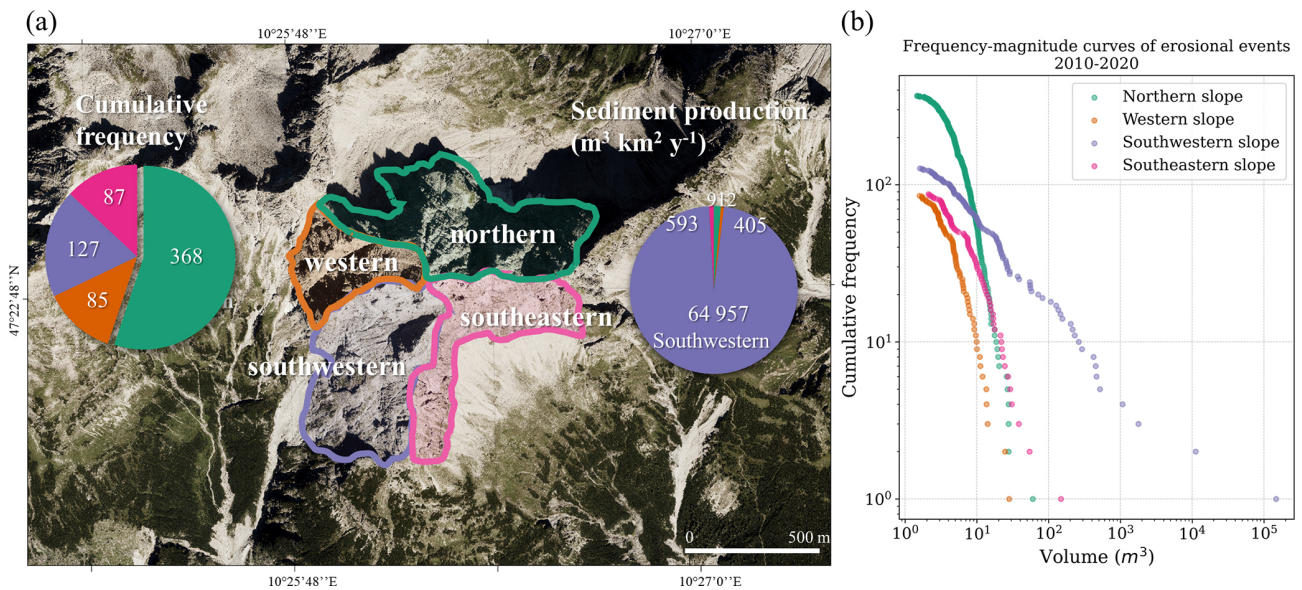 (a)
10°25'48''E
10°27'0''E
47°22'48''N
Cumulative
frequency
87
127
368
85
Sediment production
(m³ km² y⁻¹)
912
593
405
64 957
Southwestern
northern
western
southeastern
southwestern
0 500 m
10°25'48''E
10°27'0''E
(b)
Frequency-magnitude curves of erosional events
2010-2020
Northern slope
Western slope
Southwestern slope
Southeastern slope
Cumulative frequency
10²
10¹
10⁰
10⁰ 10¹ 10² 10³ 10⁴ 10⁵
Volume (m³)